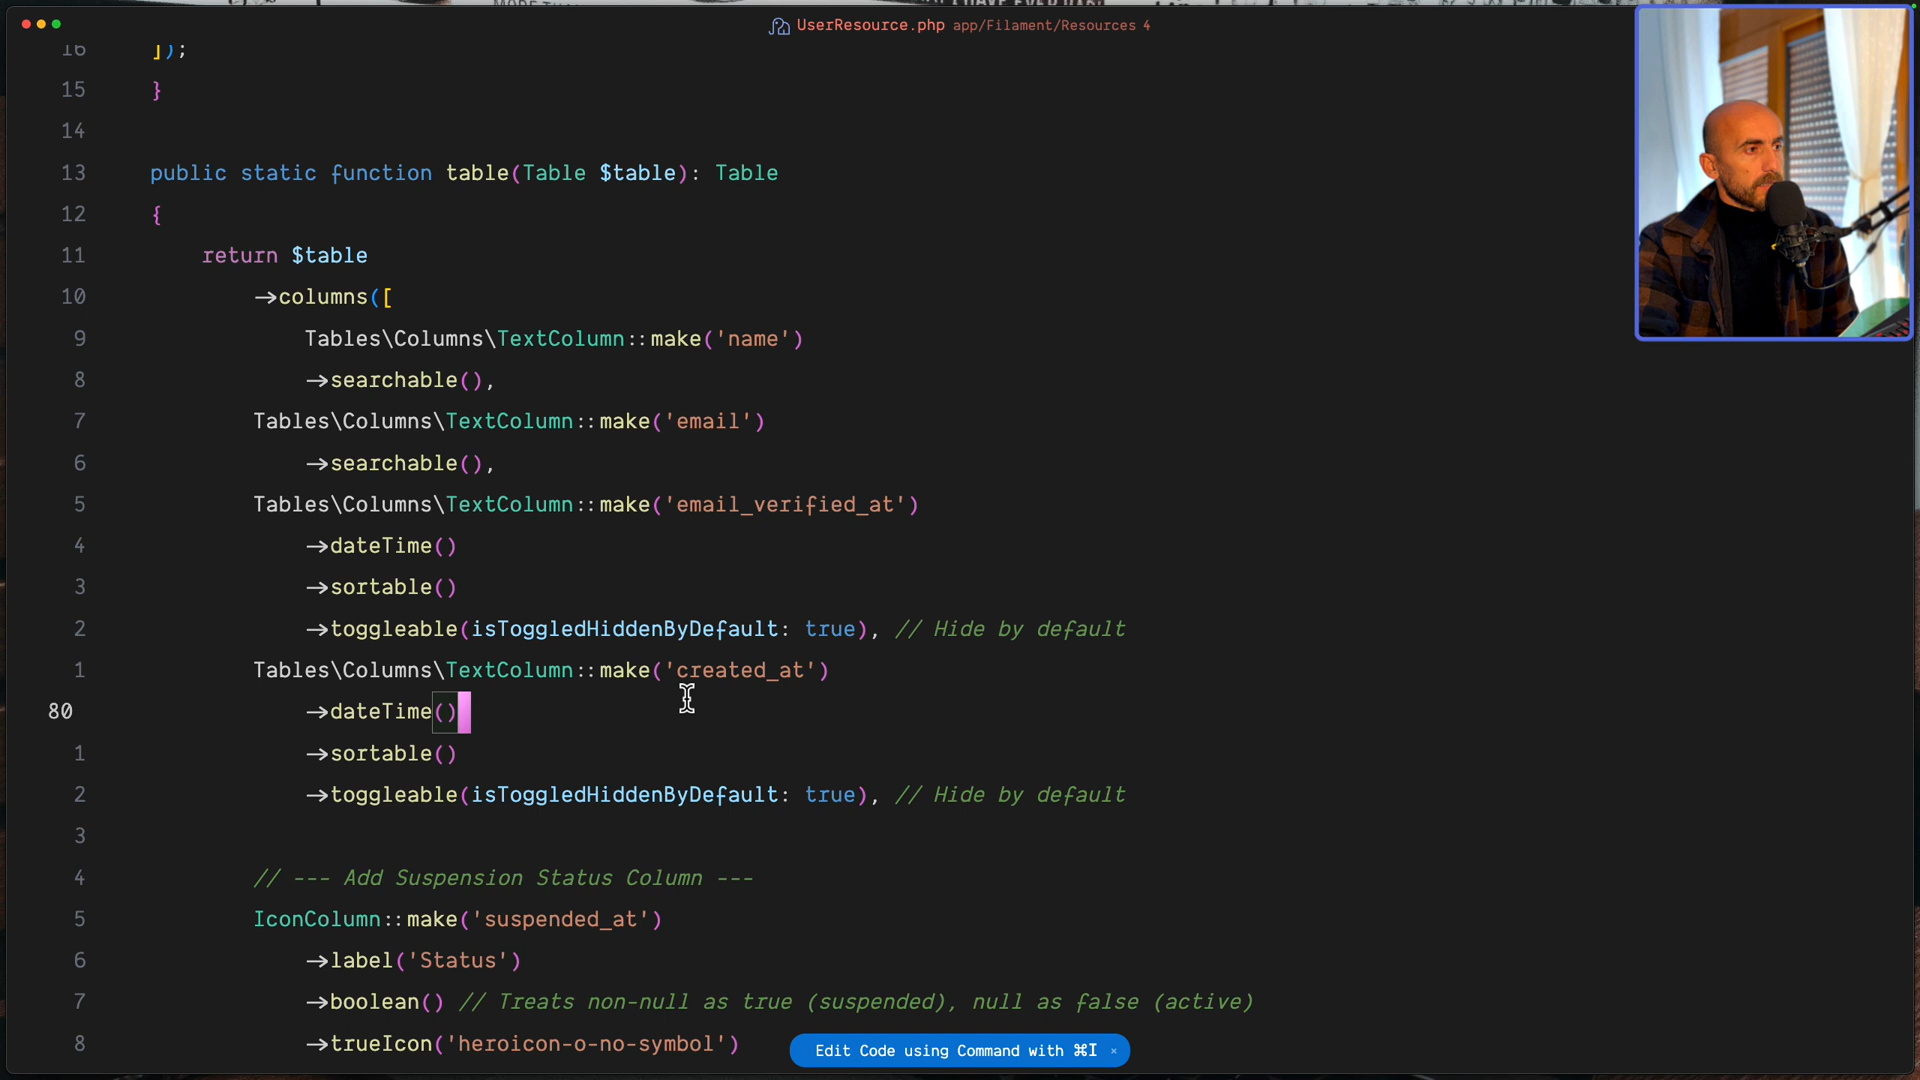 UserResource.php app/Filament/Resources 4
16 ]);
15 }
14
13 public static function table(Table $table): Table
12 {
11 return $table
10 ->columns([
9 Tables\Columns\TextColumn::make('name')
8 ->searchable(),
7 Tables\Columns\TextColumn::make('email')
6 ->searchable(),
5 Tables\Columns\TextColumn::make('email_verified_at')
4 ->dateTime()
3 ->sortable()
2 ->toggleable(isToggledHiddenByDefault: true), // Hide by default
1 Tables\Columns\TextColumn::make('created_at')
80 ->dateTime()
1 ->sortable()
2 ->toggleable(isToggledHiddenByDefault: true), // Hide by default
3
4 // --- Add Suspension Status Column ---
5 IconColumn::make('suspended_at')
6 ->label('Status')
7 ->boolean() // Treats non-null as true (suspended), null as false (active)
8 ->trueIcon('heroicon-o-no-symbol')
Edit Code using Command with ⌘I ×